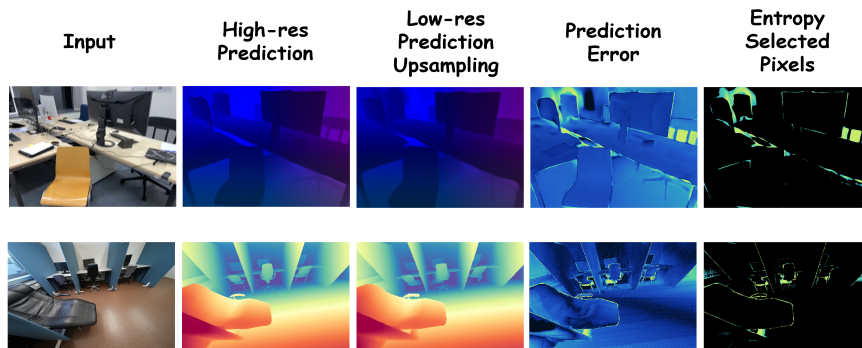 Input
High-res
Prediction
Low-res
Prediction
Upsampling
Prediction
Error
Entropy
Selected
Pixels